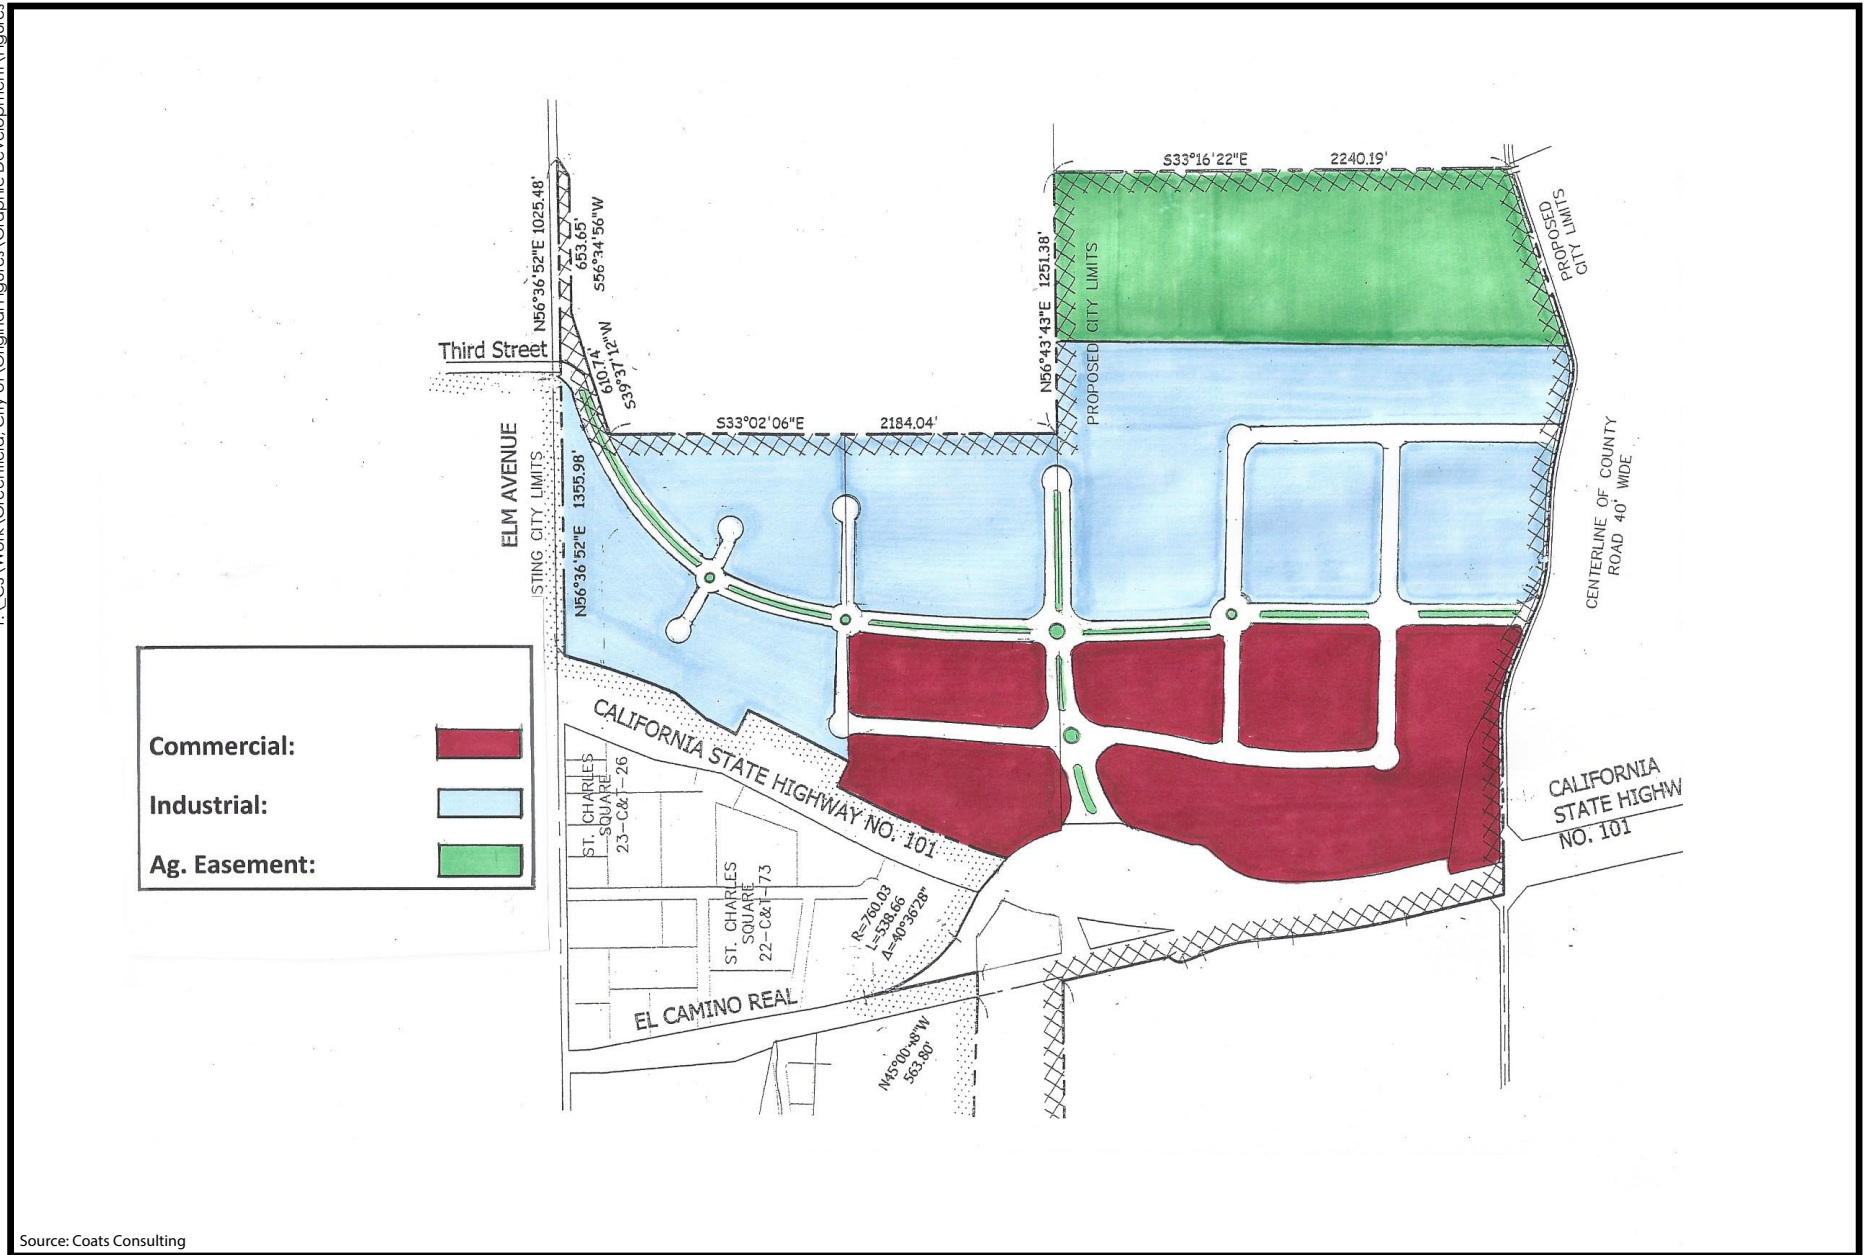 S33°16'22"E 2240.19'
PROPOSED
CITY LIMITS
N56°36'52"E 1025.48'
653.65'
S56°34'56"W
N56°43'43"E 1251.38'
PROPOSED CITY LIMITS
Third Street
610.74'
S39°37'12"W
S33°02'06"E 2184.04'
ELM AVENUE
STING CITY LIMITS
N56°36'52"E 1355.98'
CENTERLINE OF COUNTY
ROAD 40' WIDE
Commercial:
Industrial:
Ag. Easement:
CALIFORNIA STATE HIGHWAY NO. 101
ST. CHARLES
SQUARE
23-C&T-26
ST. CHARLES
SQUARE
22-C&T-73
R=760.03
L=538.66
Δ=40°36'28"
CALIFORNIA
STATE HIGHW
NO. 101
EL CAMINO REAL
N45°00'48"W
563.80'
Source: Coats Consulting